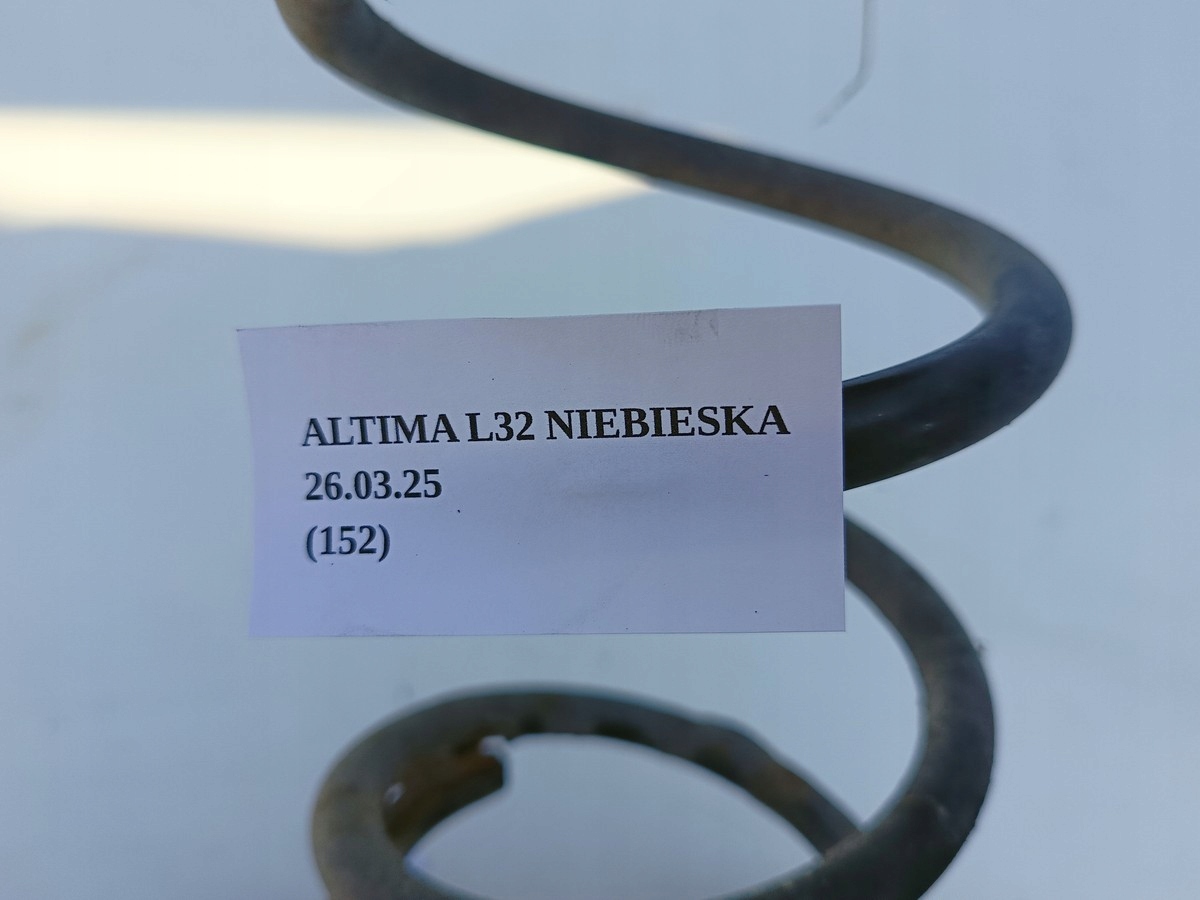 ALTIMA L32 NIEBIESKA
26.03.25
(152)